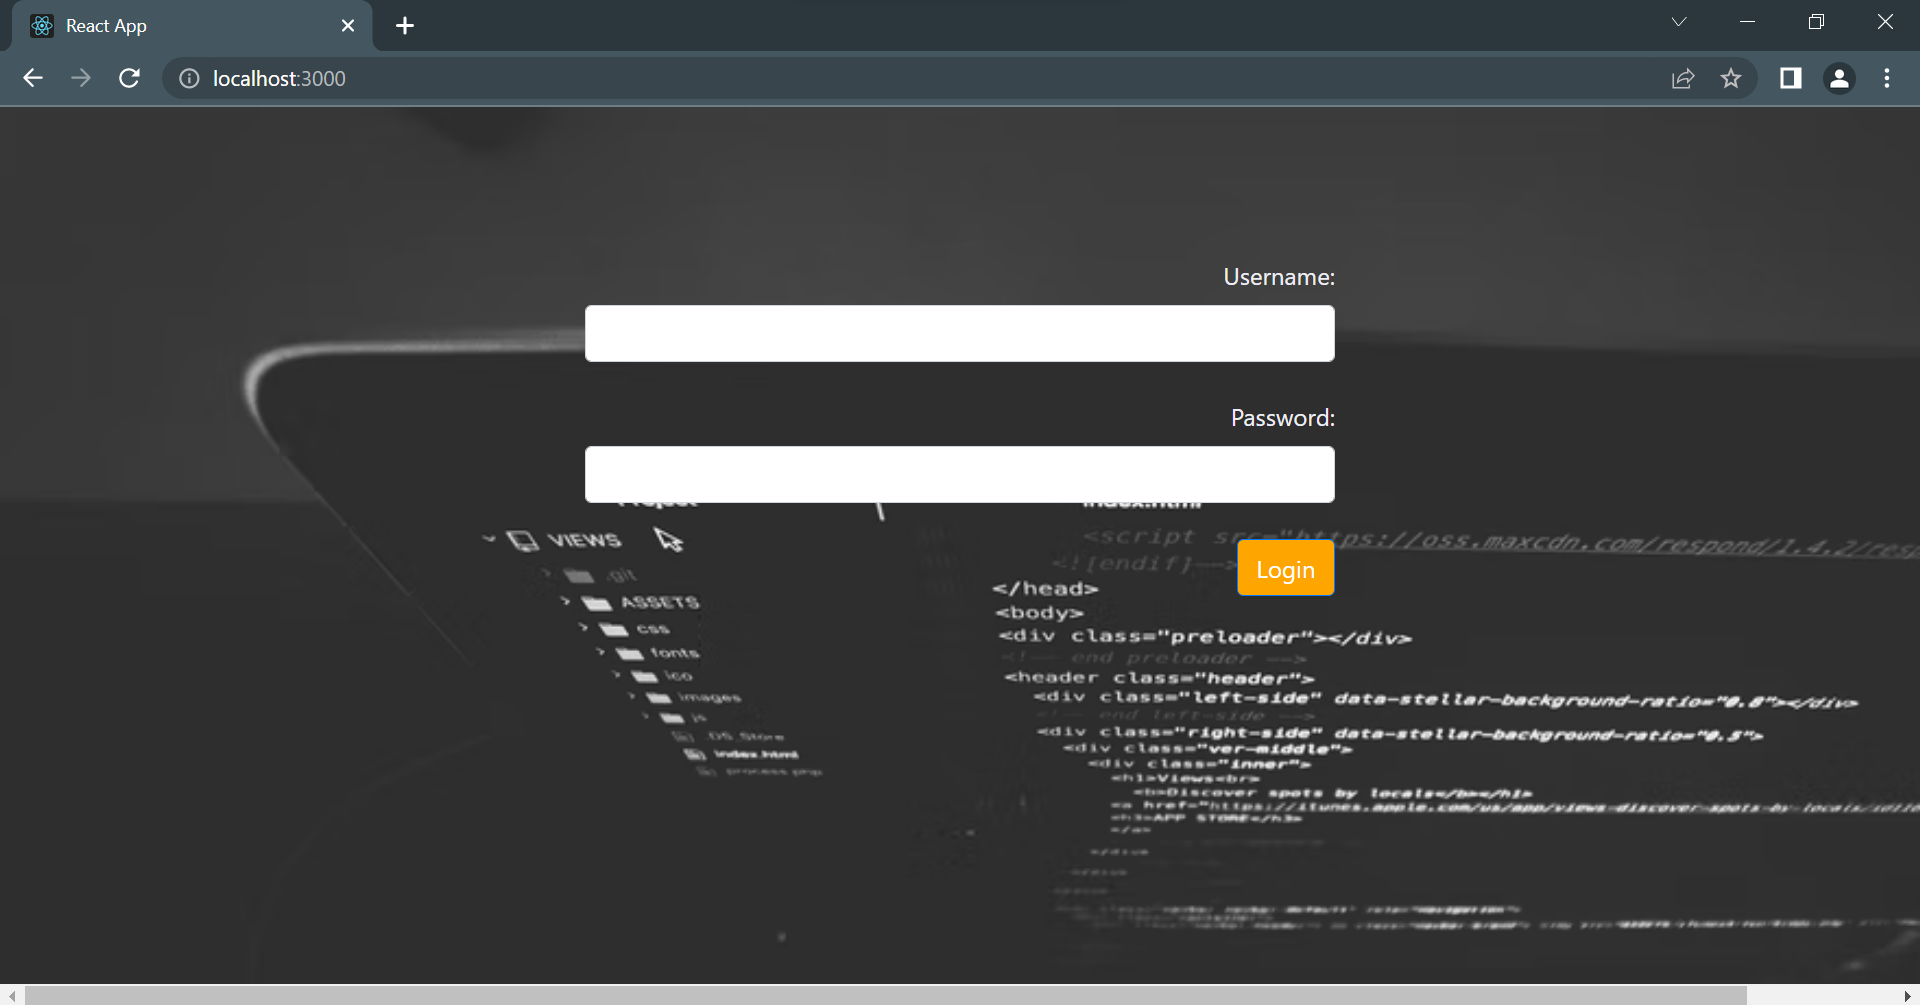 React App
localhost:3000
Username:
Password:
index.html
VIEWS
<script src="https://oss.maxcdn.com/respond/1.4.2/resp
.git
<![endif]-->
Login
</head>
ASSETS
<body>
css
<div class="preloader"></div>
fonts
<!-- end preloader -->
ico
<header class="header">
images
<div class="left-side" data-stellar-background-ratio="0.8"></div>
js
<!-- end left-side -->
.DS_Store
<div class="right-side" data-stellar-background-ratio="0.5">
index.html
<div class="ver-middle">
process.php
<div class="inner">
<h1>Views<br>
<b>Discover spots by locals</b></h1>
<a href="https://itunes.apple.com/us/app/views-discover-spots-by-locals/
<h3>APP STORE</h3>
</a>
</div>